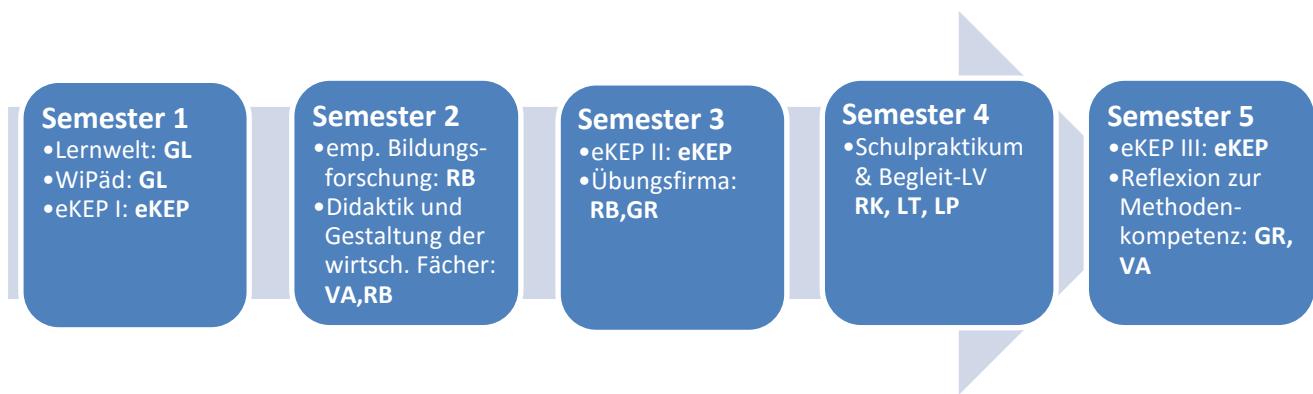 Semester 1
•Lernwelt: GL
•WiPäd: GL
•eKEP I: eKEP
Semester 2
•emp. Bildungs-
forschung: RB
•Didaktik und
Gestaltung der
wirtsch. Fächer:
VA,RB
Semester 3
•eKEP II: eKEP
•Übungsfirma:
RB,GR
Semester 4
•Schulpraktikum
& Begleit-LV
RK, LT, LP
Semester 5
•eKEP III: eKEP
•Reflexion zur
Methoden-
kompetenz: GR,
VA